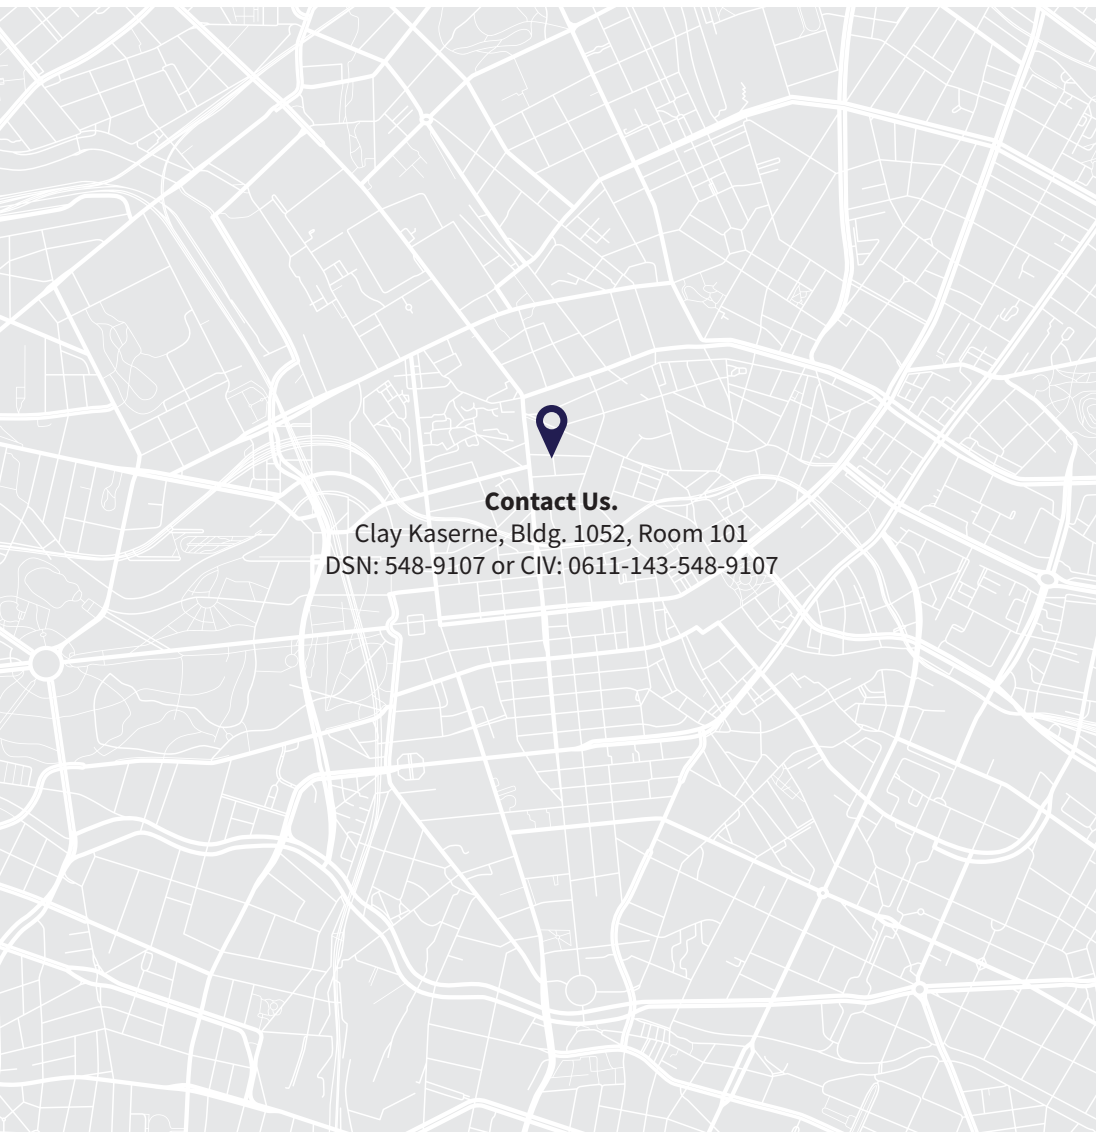 Contact Us.
Clay Kaserne, Bldg. 1052, Room 101
DSN: 548-9107 or CIV: 0611-143-548-9107